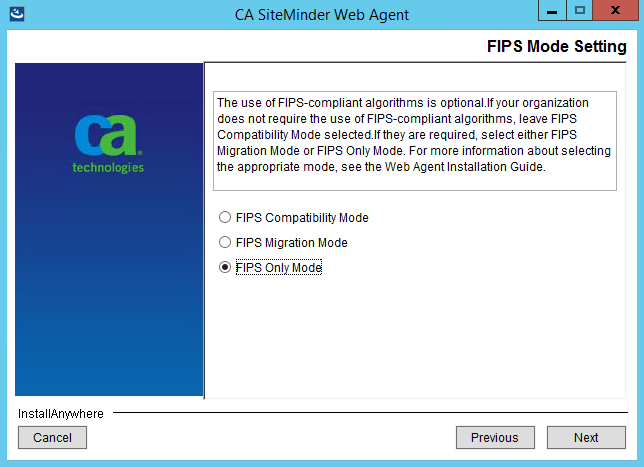 CA SiteMinder Web Agent
FIPS Mode Setting
ca
technologies
The use of FIPS-compliant algorithms is optional.If your organization
does not require the use of FIPS-compliant algorithms, leave FIPS
Compatibility Mode selected.If they are required, select either FIPS
Migration Mode or FIPS Only Mode. For more information about selecting
the appropriate mode, see the Web Agent Installation Guide.
FIPS Compatibility Mode
FIPS Migration Mode
FIPS Only Mode
InstallAnywhere
Cancel
Previous
Next